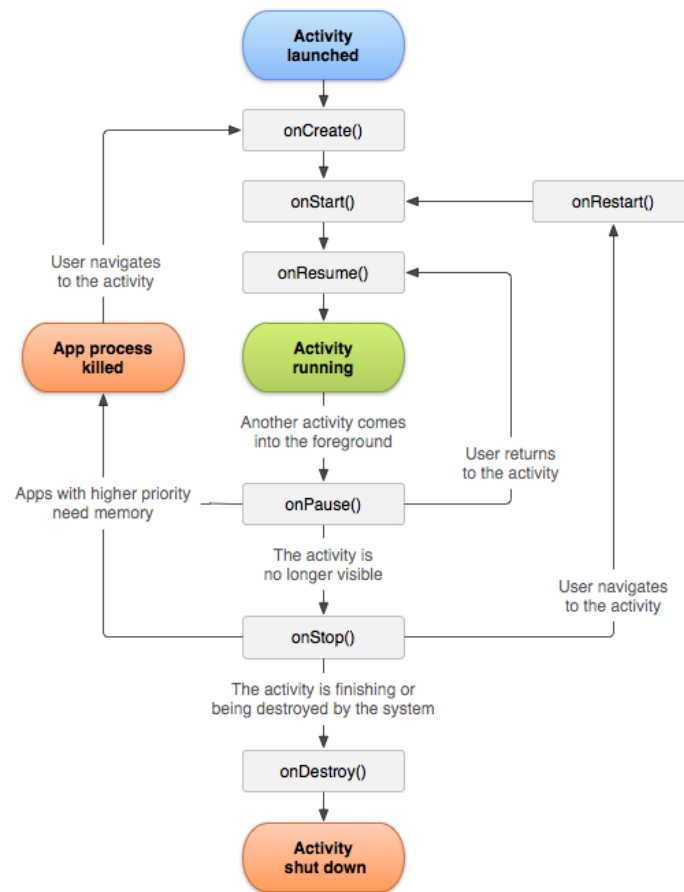 Activity
launched
onCreate()
onStart()
onRestart()
User navigates
to the activity
onResume()
App process
killed
Activity
running
Another activity comes
into the foreground
User returns
to the activity
Apps with higher priority
need memory
onPause()
The activity is
no longer visible
User navigates
to the activity
onStop()
The activity is finishing or
being destroyed by the system
onDestroy()
Activity
shut down